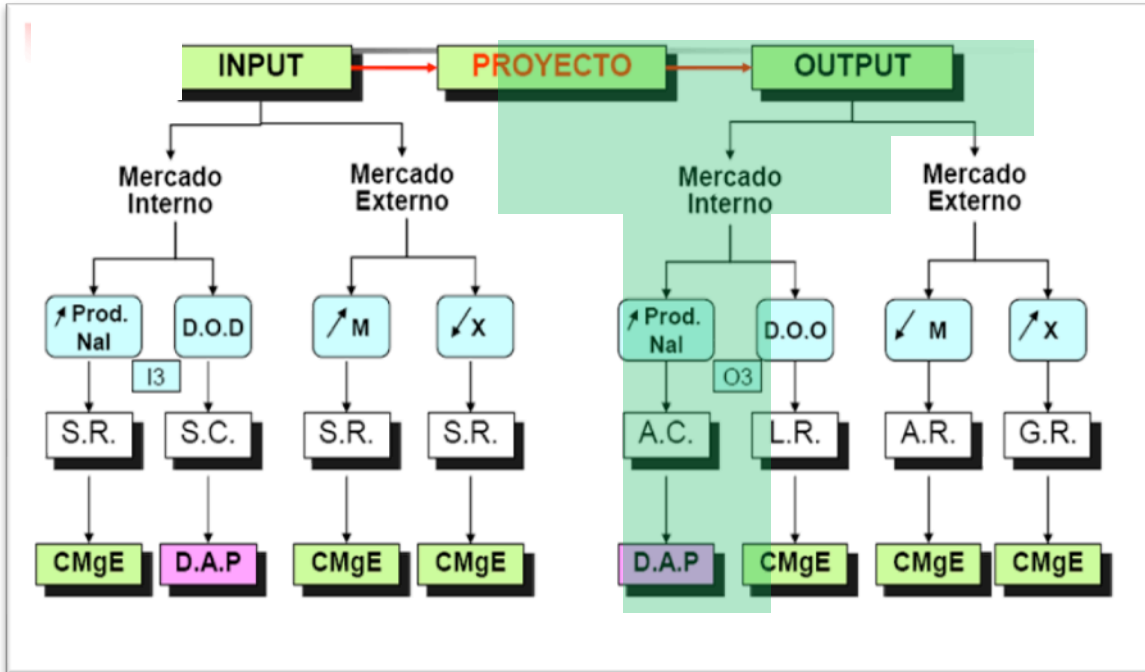 INPUT
PROYECTO
OUTPUT
Mercado
Interno
Mercado
Externo
Mercado
Interno
Mercado
Externo
Prod.
Nal
D.O.D
M
X
Prod.
Nal
D.O.O
M
X
I3
O3
S.R.
S.C.
S.R.
S.R.
A.C.
L.R.
A.R.
G.R.
CMgE
D.A.P
CMgE
CMgE
D.A.P
CMgE
CMgE
CMgE